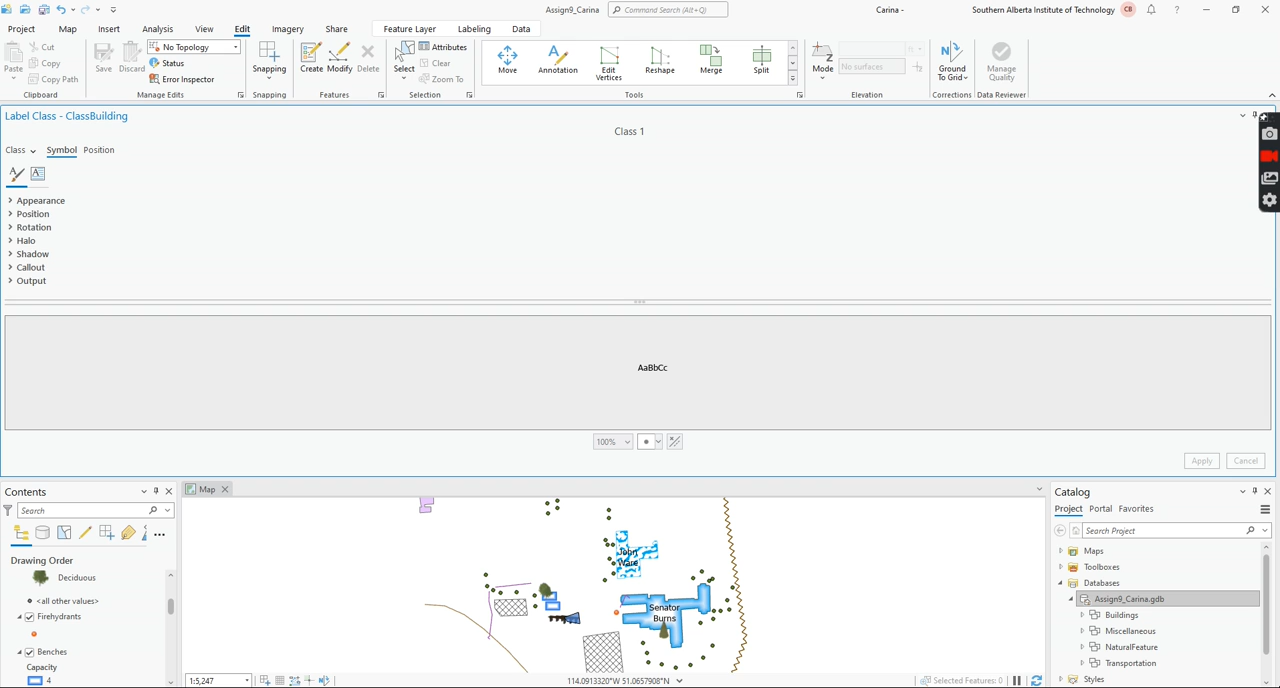 Assign9_Carina
Command Search (Alt+Q)
Carina -
Southern Alberta Institute of Technology
CB
?
Project
Map
Insert
Analysis
View
Edit
Imagery
Share
Feature Layer
Labeling
Data
Paste
Cut
Copy
Copy Path
Clipboard
Save
Discard
No Topology
Status
Error Inspector
Manage Edits
Snapping
Snapping
Create
Modify
Delete
Features
Select
Attributes
Clear
Zoom To
Selection
Move
Annotation
Edit
Vertices
Reshape
Merge
Split
Tools
Mode
No surfaces
Elevation
Ground
To Grid
Corrections
Manage
Quality
Data Reviewer
Label Class - ClassBuilding
Class 1
Class
Symbol
Position
Appearance
Position
Rotation
Halo
Shadow
Callout
Output
AaBbCc
100%
Apply
Cancel
Contents
Search
Drawing Order
Deciduous
<all other values>
Firehydrants
Benches
Capacity
4
Map
John
Ware
Senator
Burns
1:5,247
114.0913320°W 51.0657908°N
Selected Features: 0
Catalog
Project
Portal
Favorites
Search Project
Maps
Toolboxes
Databases
Assign9_Carina.gdb
Buildings
Miscellaneous
NaturalFeature
Transportation
Styles